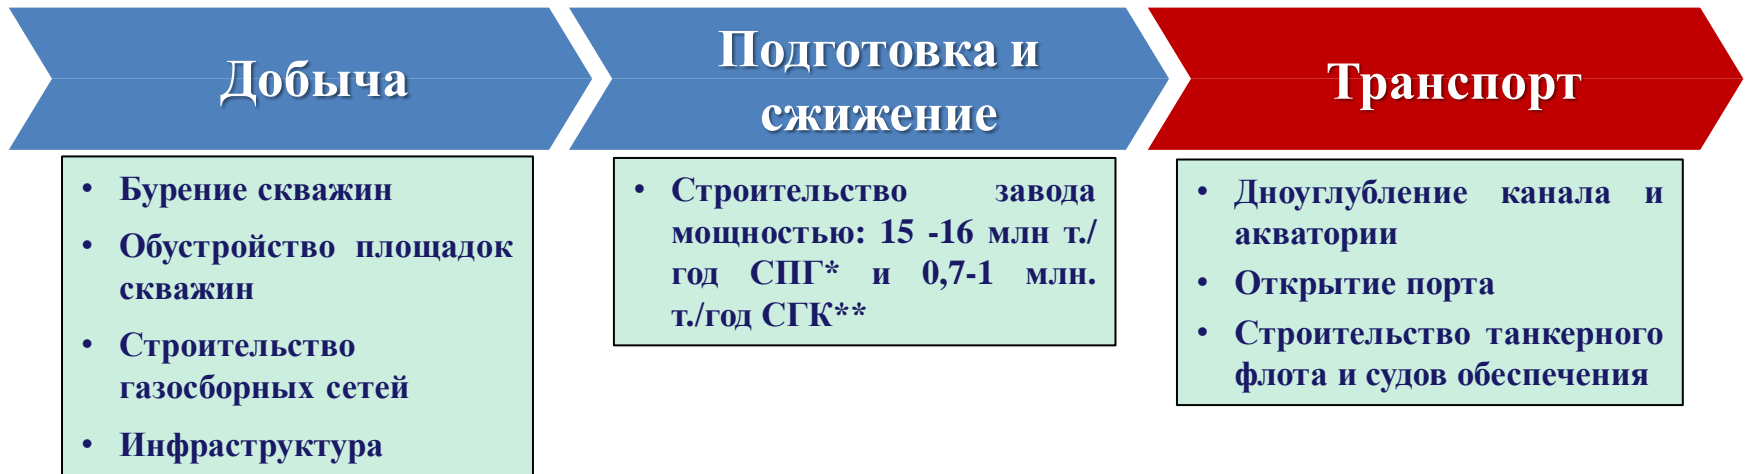 Добыча
Подготовка и
сжижение
Транспорт
• Бурение скважин
• Обустройство площадок
скважин
• Строительство
газосборных сетей
• Инфраструктура
• Строительство завода
мощностью: 15 -16 млн т./
год СПГ* и 0,7-1 млн.
т./год СГК**
• Дноуглубление канала и
акватории
• Открытие порта
• Строительство танкерного
флота и судов обеспечения